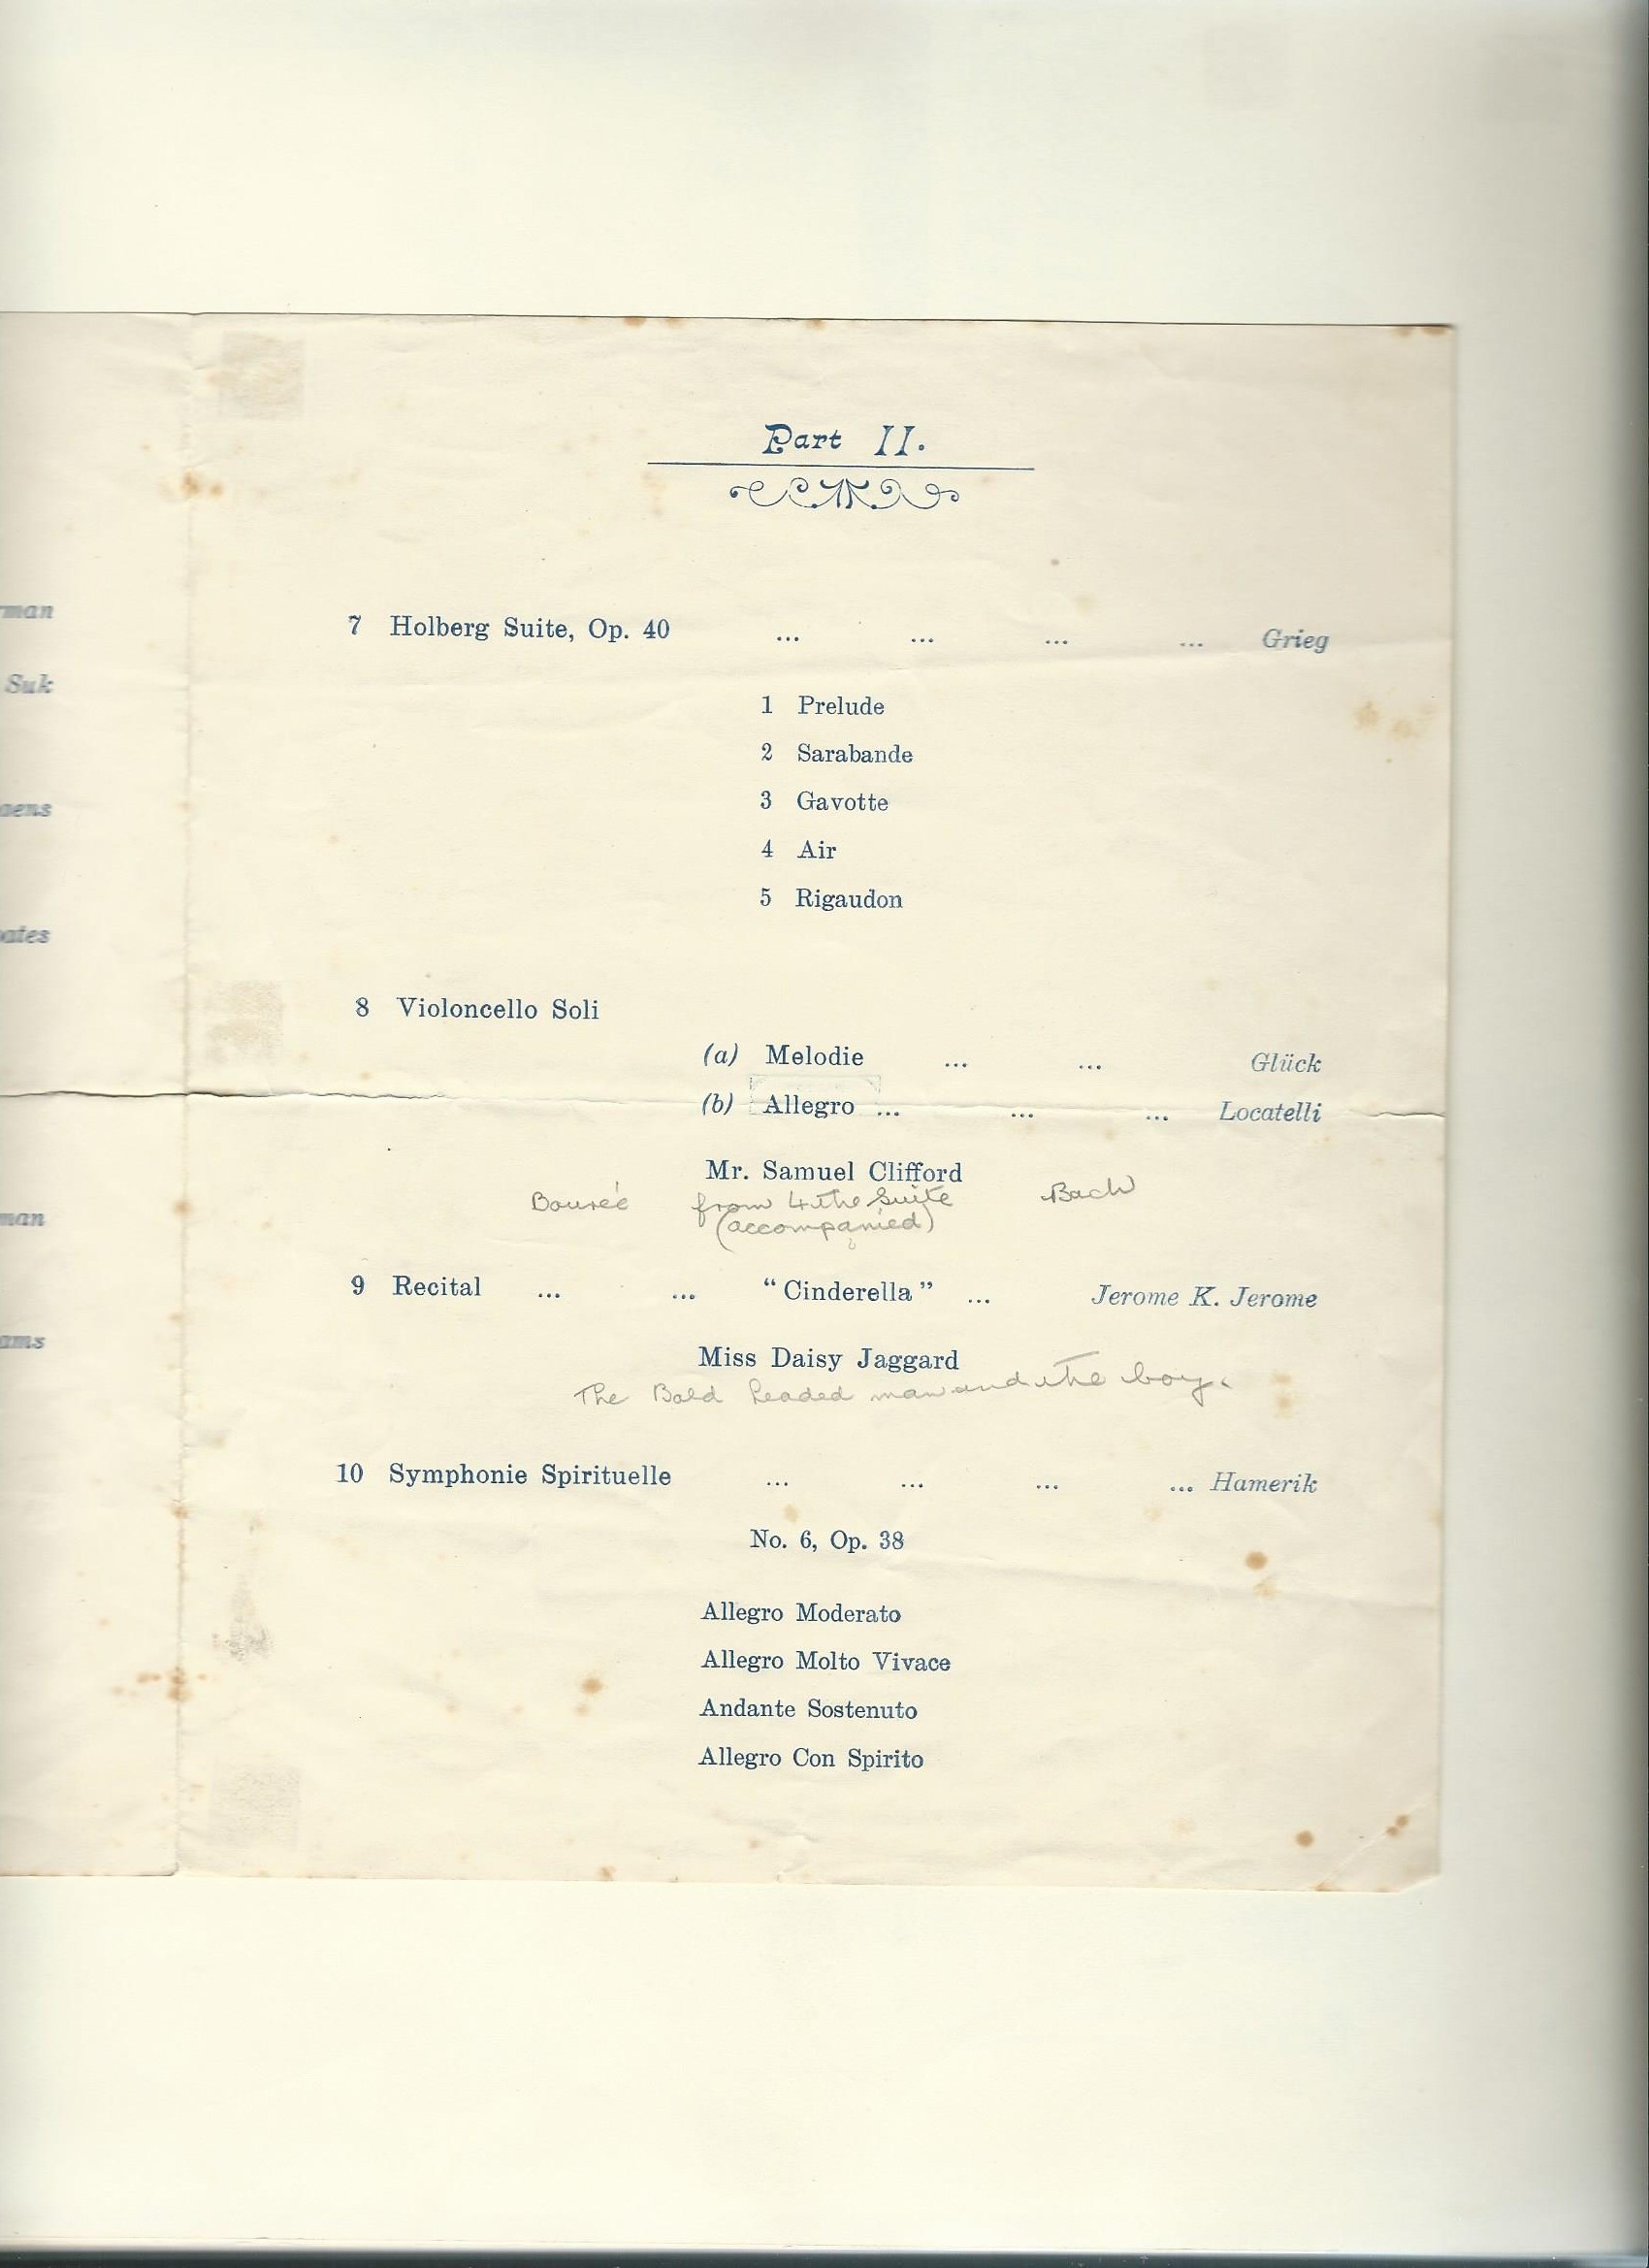 Part II.
7 Holberg Suite, Op. 40 ... ... ... ... Grieg
1 Prelude
2 Sarabande
3 Gavotte
4 Air
5 Rigaudon
8 Violoncello Soli
(a) Melodie ... ... Glück
(b) Allegro ... ... ... Locatelli
Mr. Samuel Clifford
Boureé from 4 the Suite Bach
(accompanied)
9 Recital ... ... "Cinderella" ... Jerome K. Jerome
Miss Daisy Jaggard
The Bald headed man and the boy.
10 Symphonie Spirituelle ... ... ... ... Hamerik
No. 6, Op. 38
Allegro Moderato
Allegro Molto Vivace
Andante Sostenuto
Allegro Con Spirito
man
Suk
aens
ates
man
ams